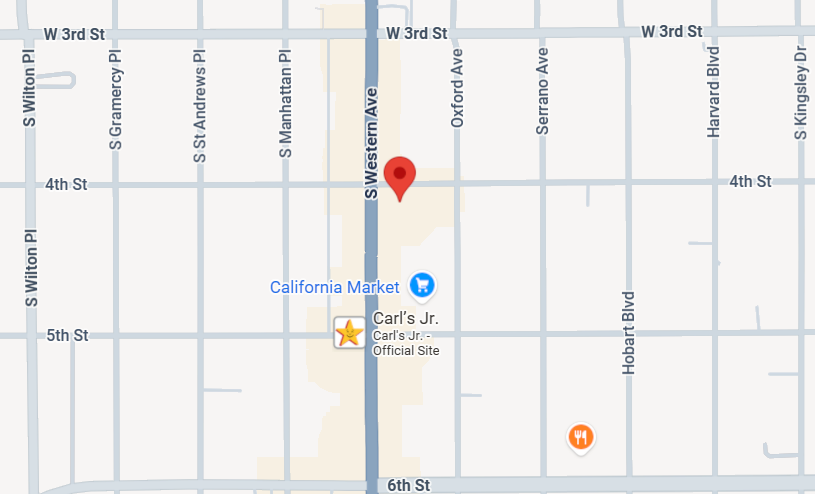 W 3rd St
W 3rd St
W 3rd St
S Wilton Pl
S Gramercy Pl
S St Andrews Pl
S Manhattan Pl
S Western Ave
Oxford Ave
Serrano Ave
Harvard Blvd
S Kingsley Dr
4th St
4th St
S Wilton Pl
California Market
Hobart Blvd
Carl's Jr.
Carl's Jr. -
Official Site
5th St
6th St